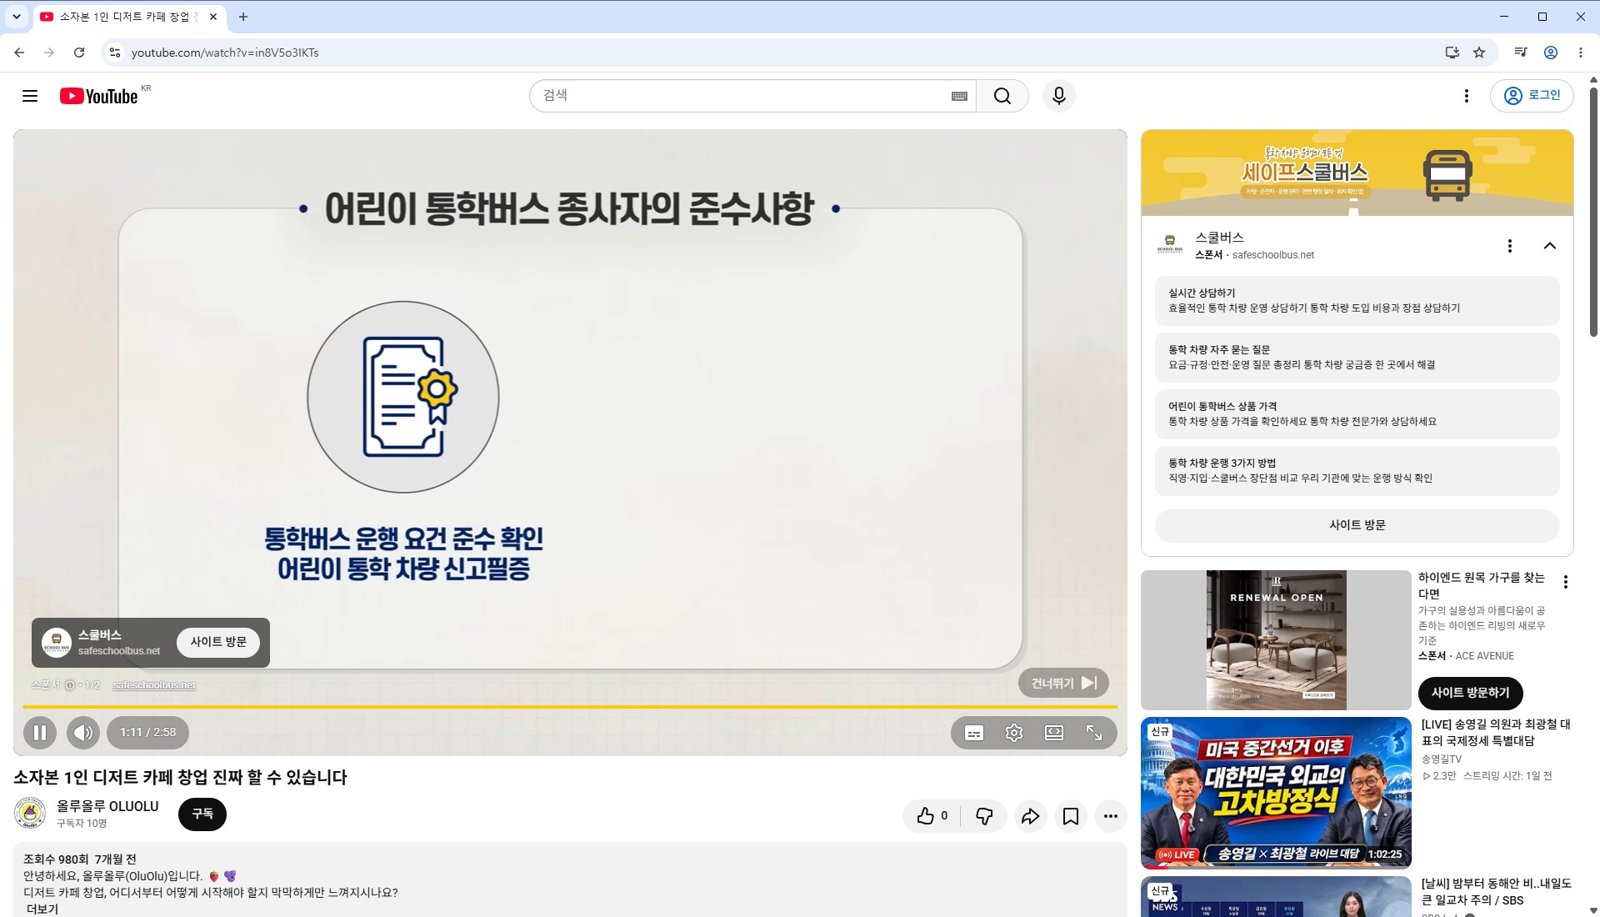 소자본 1인 디저트 카페 창업
youtube.com/watch?v=in8V5o3IKTs
YouTube KR
검색
로그인
어린이 통학버스 종사자의 준수사항
통학버스 운행 요건 준수 확인
어린이 통학 차량 신고필증
스쿨버스
safeschoolbus.net
사이트 방문
스폰서 · 1/2 safeschoolbus.net
건너뛰기
1:11 / 2:58
소자본 1인 디저트 카페 창업 진짜 할 수 있습니다
올루올루 OLUOLU
구독자 10명
구독
0
조회수 980회 7개월 전
안녕하세요, 올루올루(OluOlu)입니다.
디저트 카페 창업, 어디서부터 어떻게 시작해야 할지 막막하게만 느껴지시나요?
더보기
세이프스쿨버스
스쿨버스
스폰서 · safeschoolbus.net
실시간 상담하기
효율적인 통학 차량 운영 상담하기 통학 차량 도입 비용과 장점 상담하기
통학 차량 자주 묻는 질문
요금·규정·안전·운영 질문 총정리 통학 차량 궁금증 한 곳에서 해결
어린이 통학버스 상품 가격
통학 차량 상품 가격을 확인하세요 통학 차량 전문가와 상담하세요
통학 차량 운행 3가지 방법
직영·지입·스쿨버스 장단점 비교 우리 기관에 맞는 운행 방식 확인
사이트 방문
RENEWAL OPEN
하이엔드 원목 가구를 찾는
다면
가구의 실용성과 아름다움이 공
존하는 하이엔드 리빙의 새로우
기준
스폰서 · ACE AVENUE
사이트 방문하기
신규
미국 중간선거 이후
대한민국 외교의
고차방정식
LIVE
송영길 × 최광철 라이브 대담
1:02:25
[LIVE] 송영길 의원과 최광철 대
표의 국제정세 특별대담
송영길TV
2.3만 스트리밍 시간: 1일 전
신규
NEWS
[날씨] 밤부터 동해안 비..내일도
큰 일교차 주의 / SBS